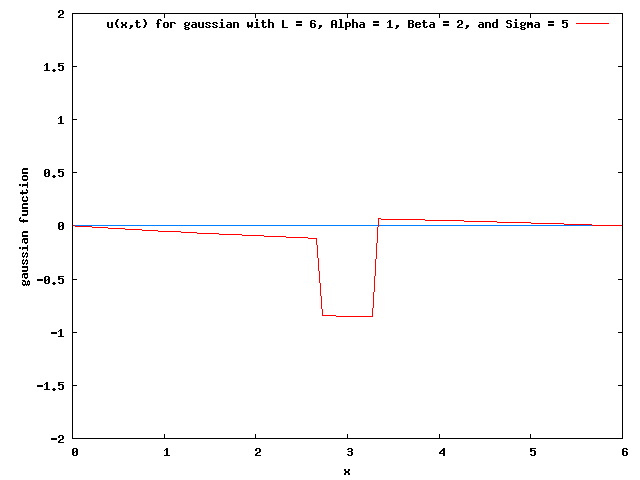 u(x,t) for gaussian with L = 6, Alpha = 1, Beta = 2, and Sigma = 5
2
1.5
1
0.5
0
-0.5
-1
-1.5
-2
gaussian function
0 1 2 3 4 5 6
x